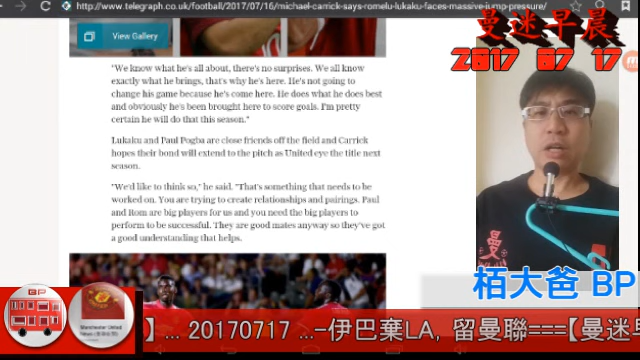 http://www.telegraph.co.uk/football/2017/07/16/michael-carrick-says-romelu-lukaku-faces-massive-jump-pressure/
View Gallery
曼迷早晨
2017 07 17
"We know what he's all about, there's no surprises. We all know
exactly what he brings, that's why he's here. He's not going to
change his game because he's come here. He does what he does best
and obviously he's been brought here to score goals. I'm pretty
certain he will do that this season."
Lukaku and Paul Pogba are close friends off the field and Carrick
hopes their bond will extend to the pitch as United eye the title next
season.
"We'd like to think so," he said. "That's something that needs to be
worked on. You are trying to create relationships and pairings. Paul
and Rom are big players for us and you need the big players to
perform to be successful. They are good mates anyway so they've got
a good understanding that helps.
曼
栢大爸 BP
BP
Manchester United
】... 20170717 ...-伊巴棄LA, 留曼聯===【曼迷早